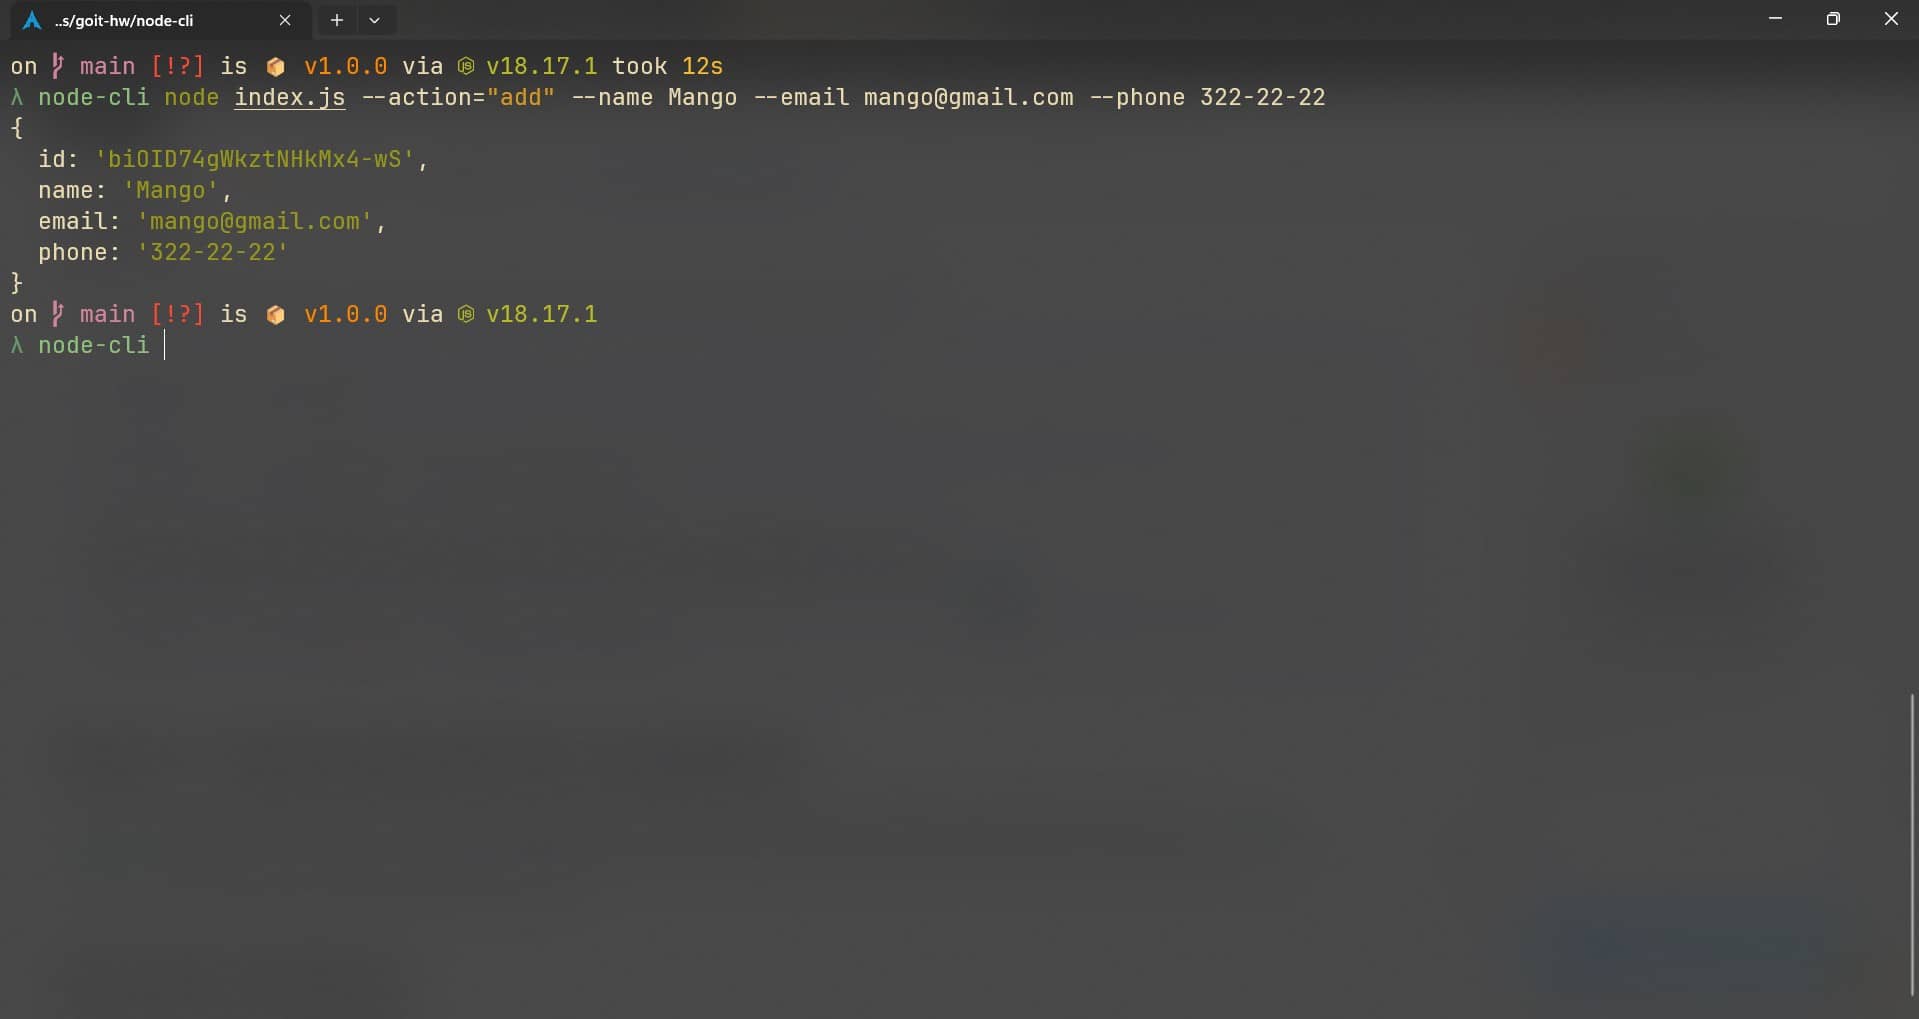 ..s/goit-hw/node-cli
on main [!?] is 📦 v1.0.0 via v18.17.1 took 12s
λ node-cli node index.js --action="add" --name Mango --email mango@gmail.com --phone 322-22-22
{
  id: 'biOID74gWkztNHkMx4-wS',
  name: 'Mango',
  email: 'mango@gmail.com',
  phone: '322-22-22'
}
on main [!?] is 📦 v1.0.0 via v18.17.1
λ node-cli